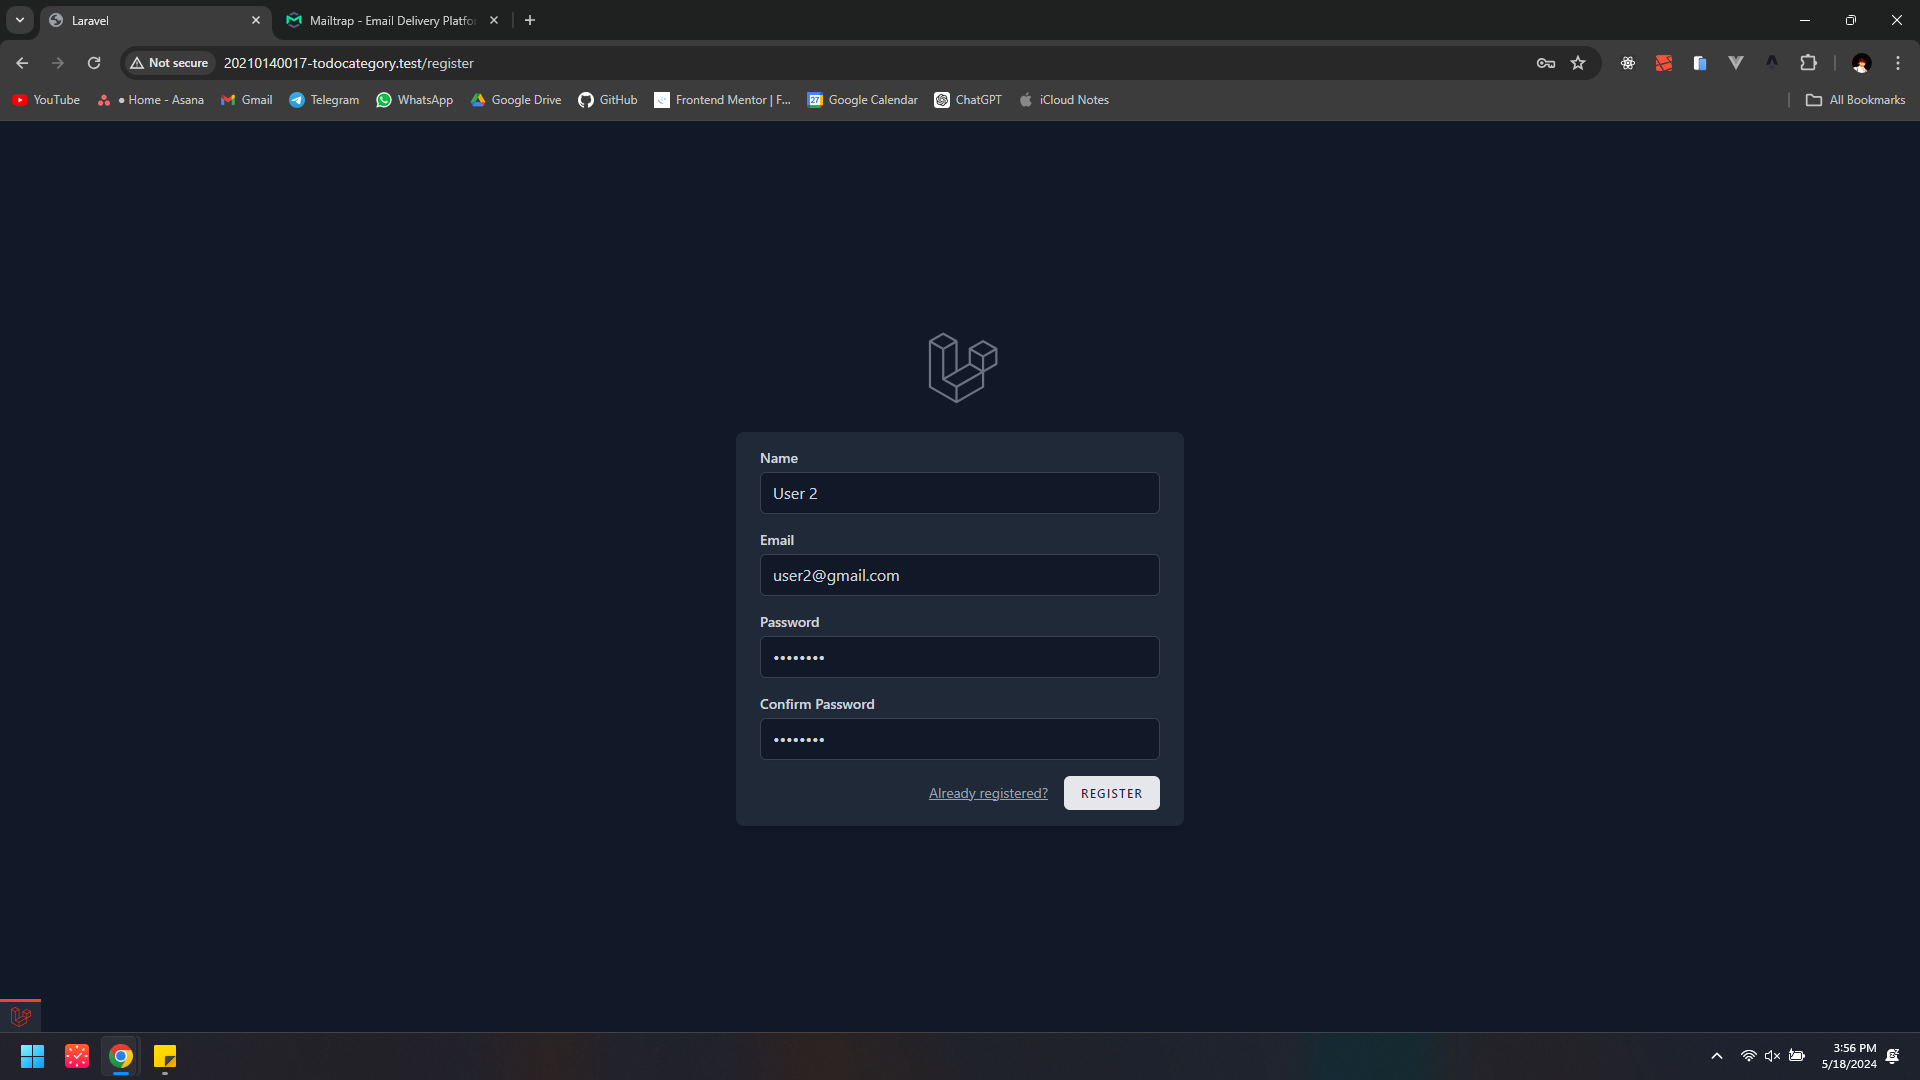 Laravel
Mailtrap - Email Delivery Platfo
Not secure
20210140017-todocategory.test/register
YouTube
● Home - Asana
Gmail
Telegram
WhatsApp
Google Drive
GitHub
Frontend Mentor | F...
27
Google Calendar
ChatGPT
iCloud Notes
All Bookmarks
Name
User 2
Email
user2@gmail.com
Password
••••••••
Confirm Password
••••••••
Already registered?
REGISTER
3:56 PM
5/18/2024